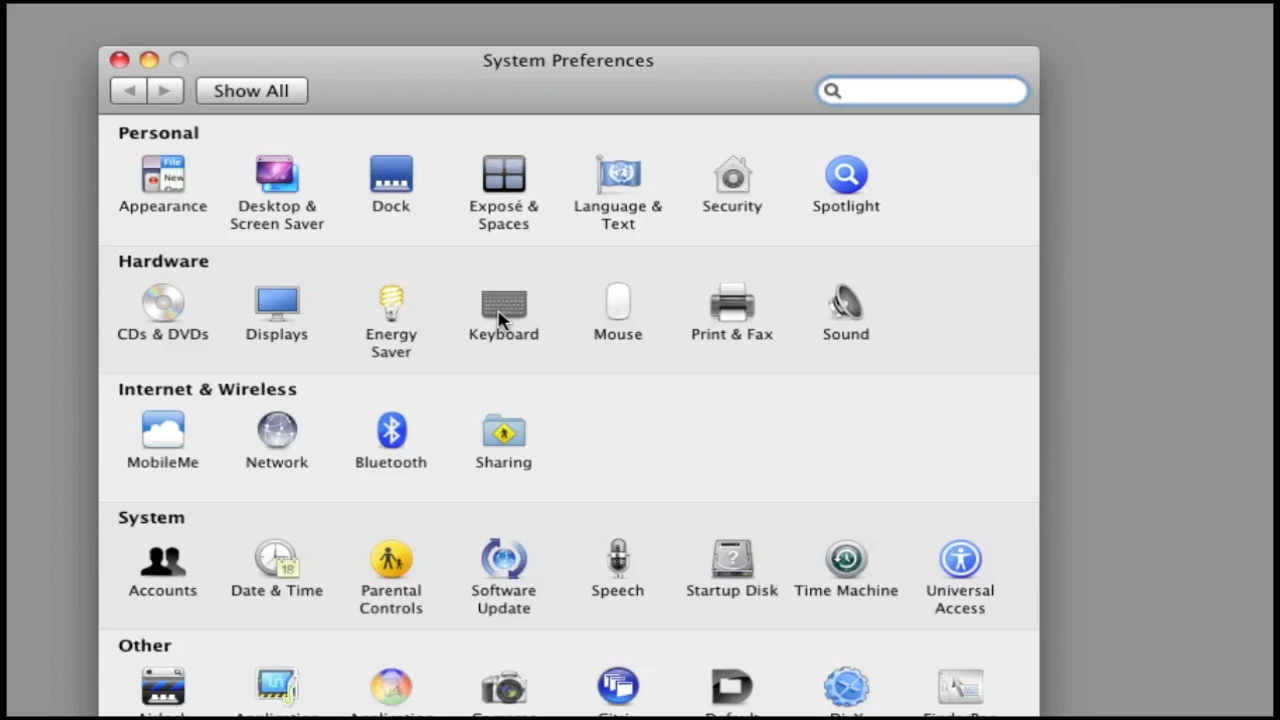 System Preferences
Show All
Personal
Appearance
Desktop &
Screen Saver
Dock
Exposé &
Spaces
Language &
Text
Security
Spotlight
Hardware
CDs & DVDs
Displays
Energy
Saver
Keyboard
Mouse
Print & Fax
Sound
Internet & Wireless
MobileMe
Network
Bluetooth
Sharing
System
Accounts
Date & Time
Parental
Controls
Software
Update
Speech
Startup Disk
Time Machine
Universal
Access
Other